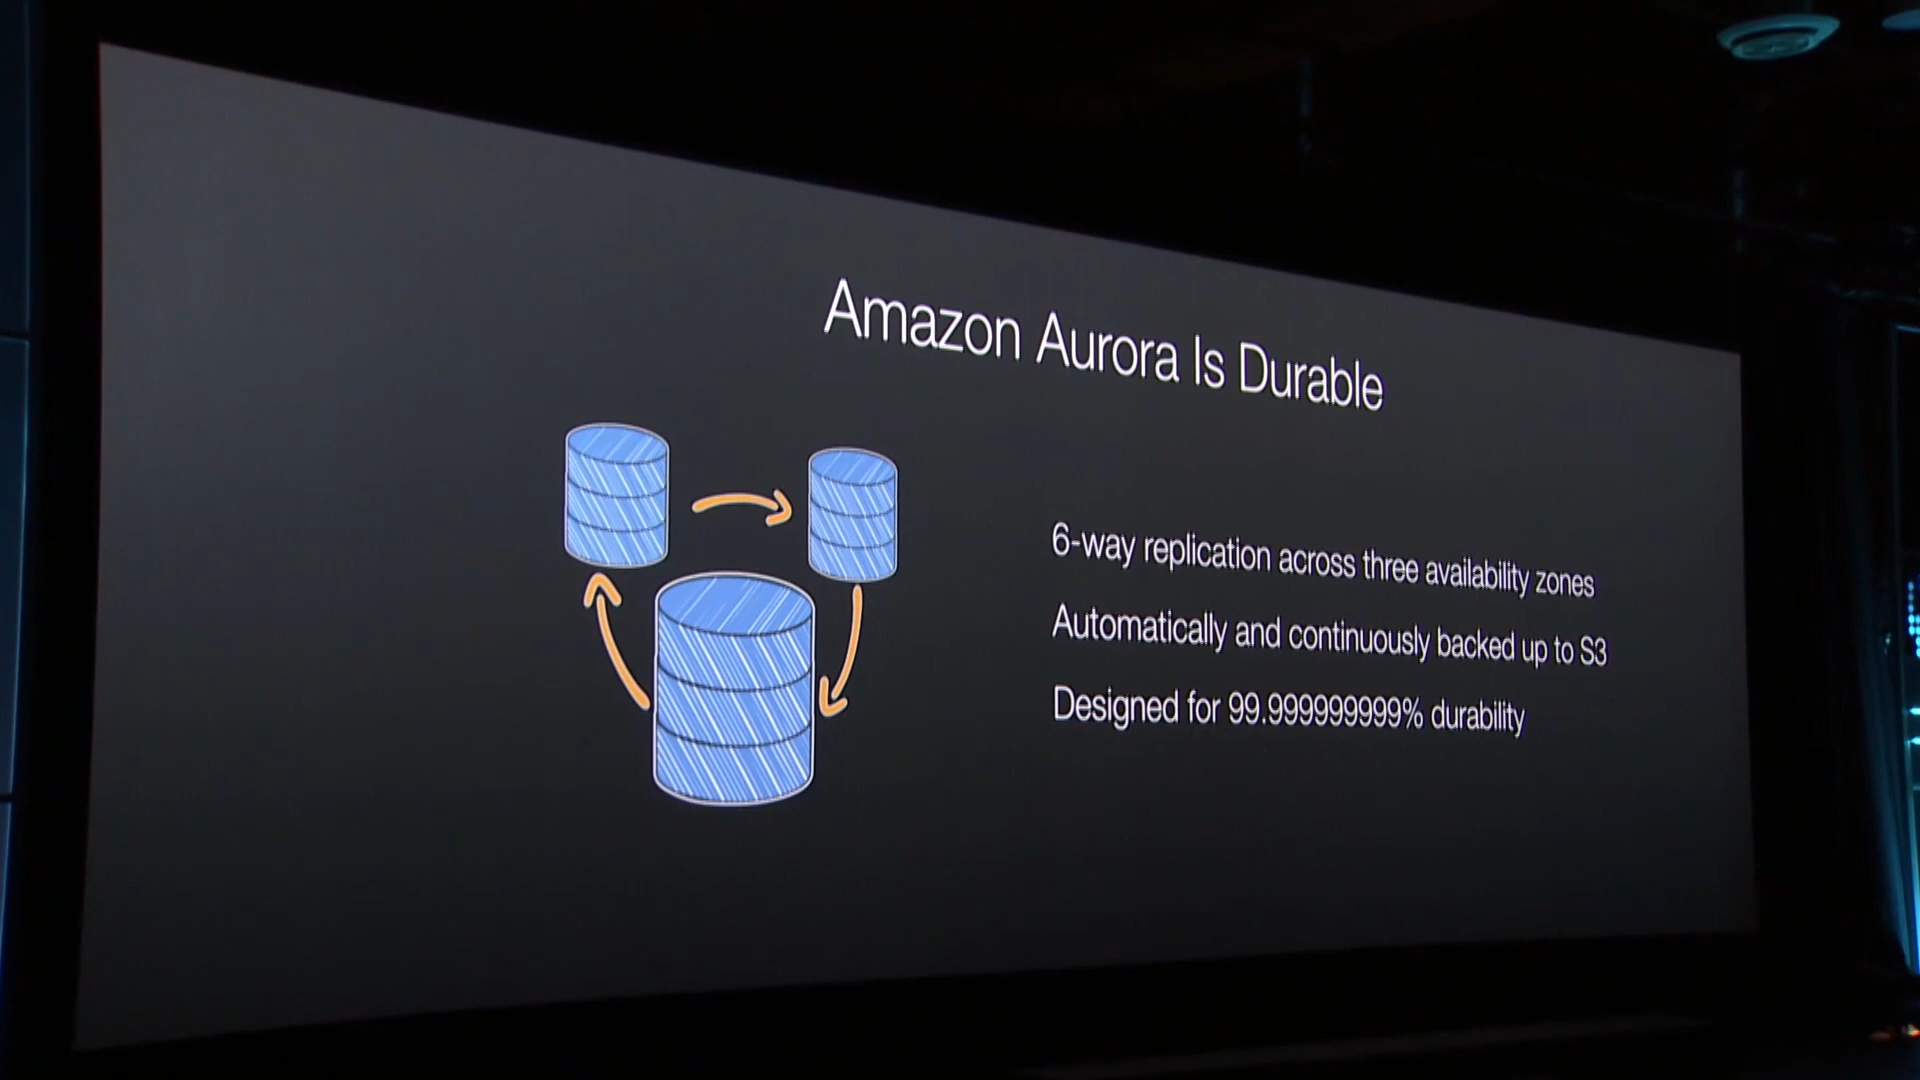 Amazon Aurora Is Durable
6-way replication across three availability zones
Automatically and continuously backed up to S3
Designed for 99.999999999% durability